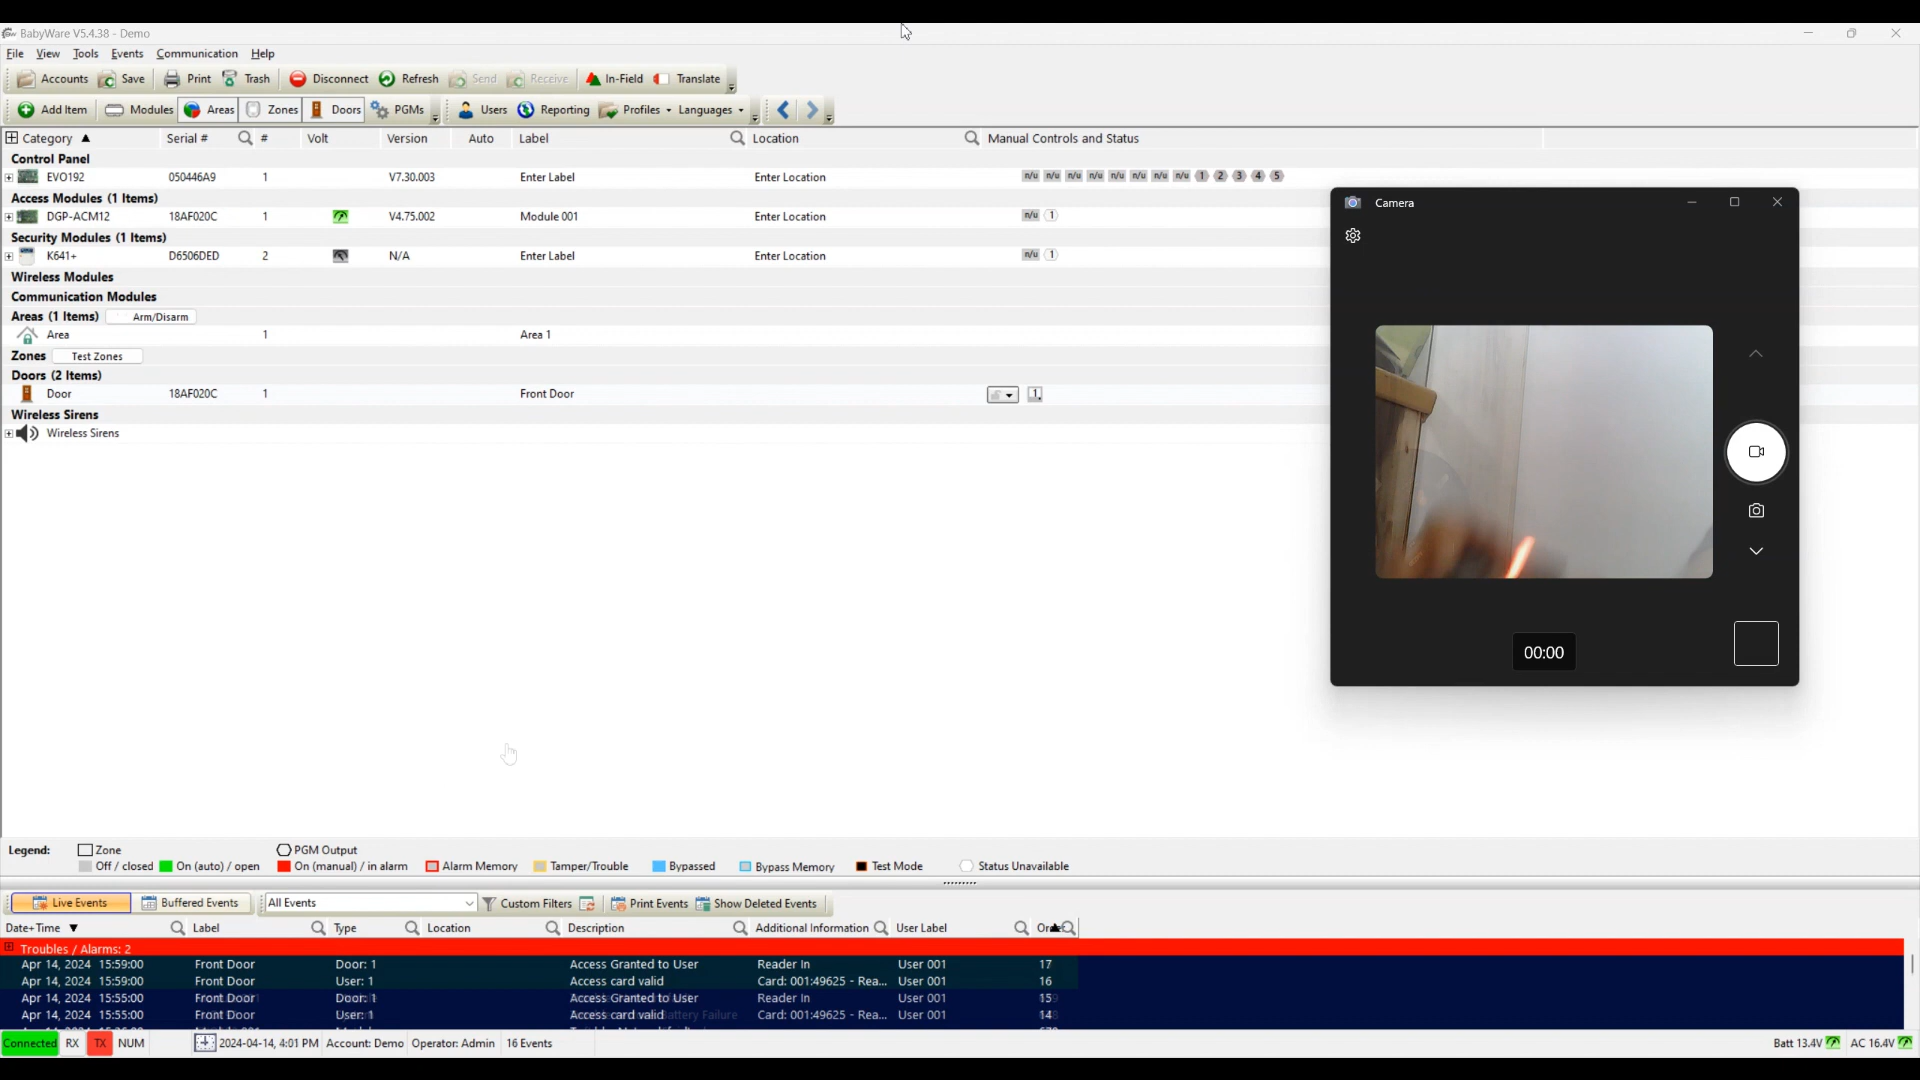 BabyWare V5.4.38 - Demo
File View Tools Events Communication Help
Accounts Save Print Trash Disconnect Refresh Send Receive In-Field Translate
Add Item Modules Areas Zones Doors PGMs Users Reporting Profiles Languages
Category Serial # # Volt Version Auto Label Location Manual Controls and Status
Control Panel
EVO192 050446A9 1 V7.30.003 Enter Label Enter Location n/u n/u n/u n/u n/u n/u n/u n/u 1 2 3 4 5
Access Modules (1 Items)
DGP-ACM12 18AF020C 1 V4.75.002 Module 001 Enter Location n/u 1
Security Modules (1 Items)
K641+ D6506DED 2 N/A Enter Label Enter Location n/u 1
Wireless Modules
Communication Modules
Areas (1 Items) Arm/Disarm
Area 1 Area 1
Zones Test Zones
Doors (2 Items)
Door 18AF020C 1 Front Door 1
Wireless Sirens
Wireless Sirens
Camera
00:00
Legend: Zone PGM Output
Off / closed On (auto) / open On (manual) / in alarm Alarm Memory Tamper/Trouble Bypassed Bypass Memory Test Mode Status Unavailable
Live Events Buffered Events All Events Custom Filters Print Events Show Deleted Events
Date+Time Label Type Location Description Additional Information User Label
Troubles / Alarms: 2
Apr 14, 2024 15:59:00 Front Door Door: 1 Access Granted to User Reader In User 001 17
Apr 14, 2024 15:59:00 Front Door User: 1 Access card valid Card: 001:49625 - Rea... User 001 16
Apr 14, 2024 15:55:00 Front Door Door: 1 Access Granted to User Reader In User 001 15
Apr 14, 2024 15:55:00 Front Door User: 1 Access card valid Card: 001:49625 - Rea... User 001 14
Connected RX TX NUM 2024-04-14, 4:01 PM Account: Demo Operator: Admin 16 Events Batt 13.4V AC 16.4V